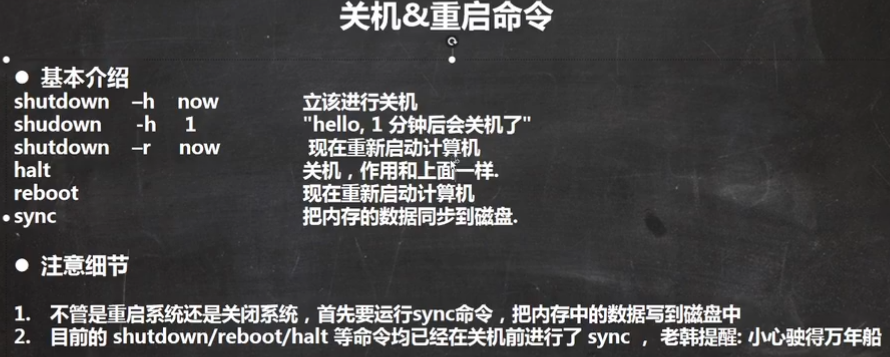 关机&重启命令
● 基本介绍
shutdown –h now 立该进行关机
shudown -h 1 "hello, 1 分钟后会关机了"
shutdown –r now 现在重新启动计算机
halt 关机，作用和上面一样.
reboot 现在重新启动计算机
sync 把内存的数据同步到磁盘.
● 注意细节
1. 不管是重启系统还是关闭系统，首先要运行sync命令，把内存中的数据写到磁盘中
2. 目前的 shutdown/reboot/halt 等命令均已经在关机前进行了 sync ， 老韩提醒: 小心驶得万年船